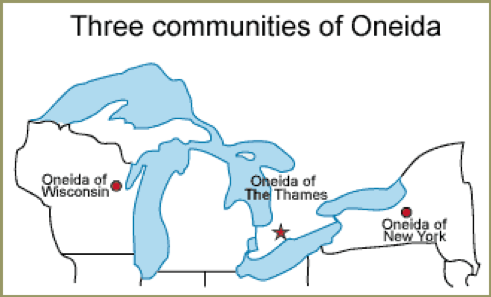 Three communities of Oneida
Oneida of
Wisconsin
Oneida of
The Thames
Oneida of
New York